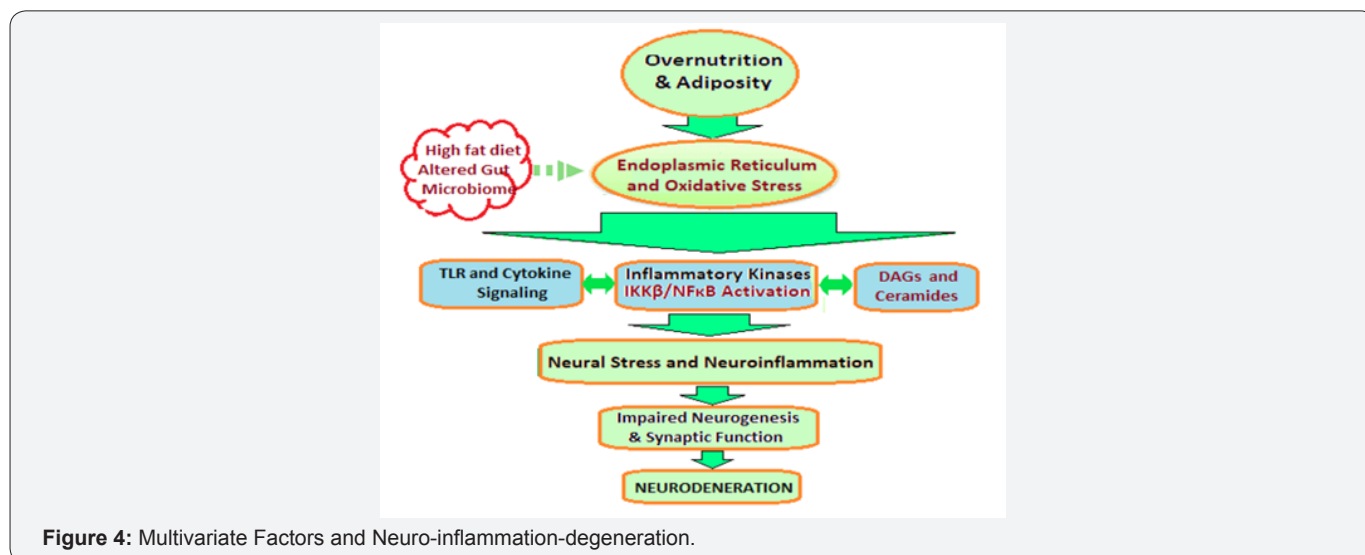 Overnutrition
& Adiposity
High fat diet
Altered Gut
Microbiome
Endoplasmic Reticulum
and Oxidative Stress
TLR and Cytokine
Signaling
Inflammatory Kinases
IKKβ/NFκB Activation
DAGs and
Ceramides
Neural Stress and Neuroinflammation
Impaired Neurogenesis
& Synaptic Function
NEURODENERATION
Figure 4: Multivariate Factors and Neuro-inflammation-degeneration.